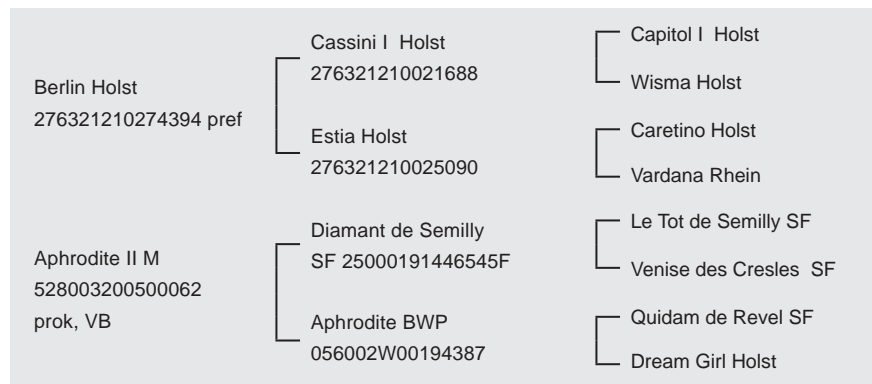 Berlin Holst
276321210274394 pref
Cassini I  Holst
276321210021688
Capitol I  Holst
Wisma Holst
Estia Holst
276321210025090
Caretino Holst
Vardana Rhein
Aphrodite II M
528003200500062
prok, VB
Diamant de Semilly
SF 25000191446545F
Le Tot de Semilly SF
Venise des Cresles  SF
Aphrodite BWP
056002W00194387
Quidam de Revel SF
Dream Girl Holst